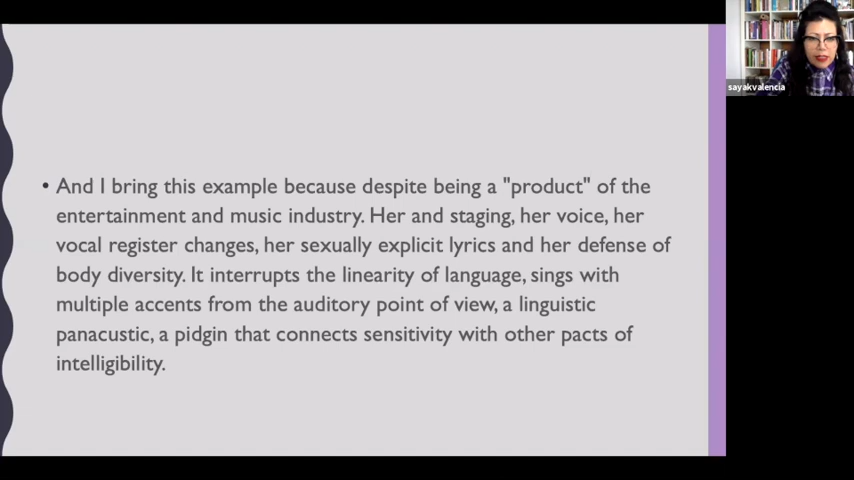 • And I bring this example because despite being a "product" of the
entertainment and music industry. Her and staging, her voice, her
vocal register changes, her sexually explicit lyrics and her defense of
body diversity. It interrupts the linearity of language, sings with
multiple accents from the auditory point of view, a linguistic
panacustic, a pidgin that connects sensitivity with other pacts of
intelligibility.
sayakvalencia